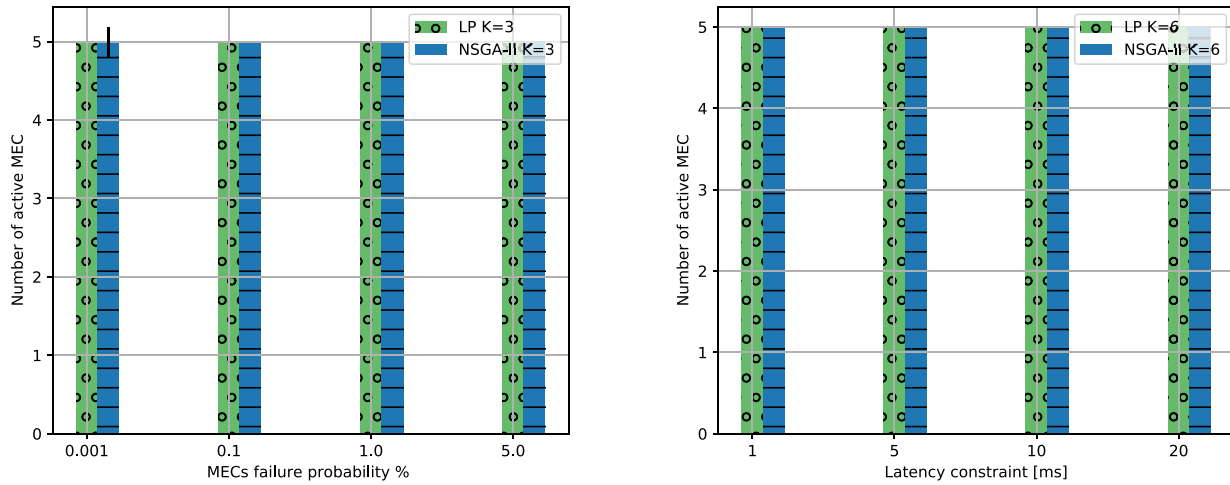 LP K=3
NSGA-II K=3
5
4
3
2
1
0
Number of active MEC
0.001
0.1
1.0
5.0
MECs failure probability %
LP K=6
NSGA-II K=6
5
4
3
2
1
0
Number of active MEC
1
5
10
20
Latency constraint [ms]